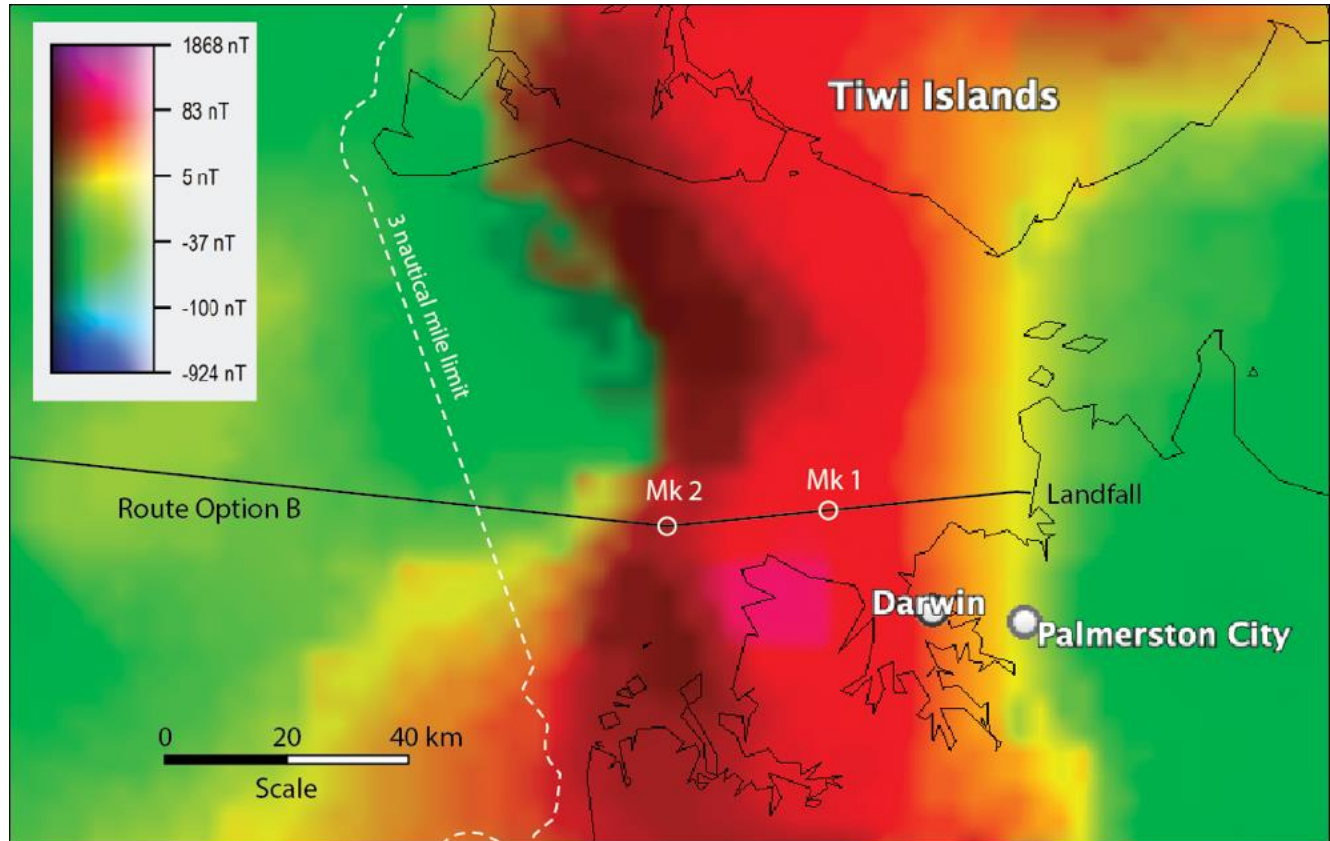 1868 nT
83 nT
5 nT
-37 nT
-100 nT
-924 nT
Tiwi Islands
3 nautical mile limit
Mk 2
Mk 1
Route Option B
Landfall
Darwin
Palmerston City
0 20 40 km
Scale